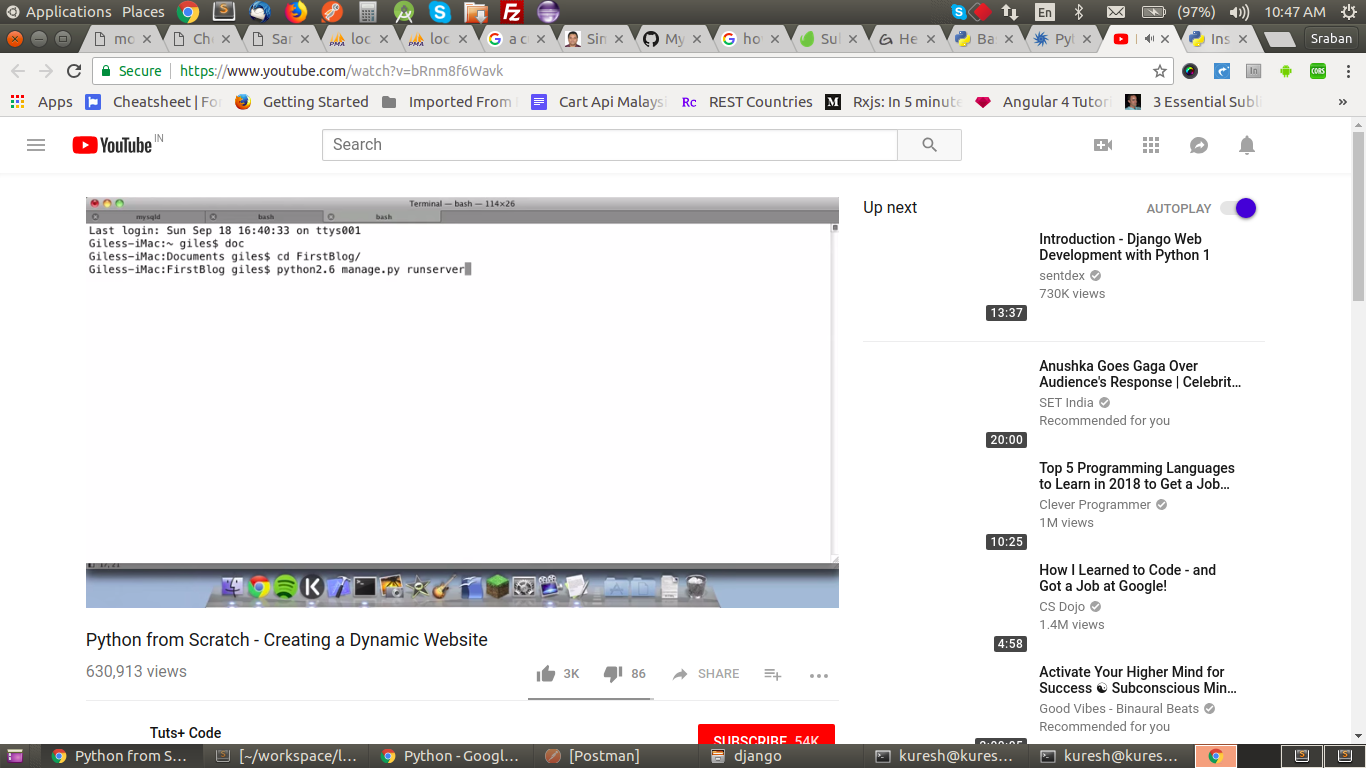 Applications Places
En
(97%)
10:47 AM
mo
Che
Sar
loc
loc
a c
Sim
My
how
Sul
He
Ba
Pyt
Ins
Sraban
Secure
https://www.youtube.com/watch?v=bRnm8f6Wavk
Apps
Cheatsheet | Fo
Getting Started
Imported From
Cart Api Malaysi
Rc
REST Countries
Rxjs: In 5 minute
Angular 4 Tutor
3 Essential Subl
»
YouTube IN
Search
Terminal — bash — 114×26
mysqld
bash
bash
Last login: Sun Sep 18 16:40:33 on ttys001
Giless-iMac:~ giles$ doc
Giless-iMac:Documents giles$ cd FirstBlog/
Giless-iMac:FirstBlog giles$ python2.6 manage.py runserver
Python from Scratch - Creating a Dynamic Website
630,913 views
3K
86
SHARE
Tuts+ Code
SUBSCRIBE 54K
Up next
AUTOPLAY
Introduction - Django Web
Development with Python 1
sentdex
730K views
13:37
Anushka Goes Gaga Over
Audience's Response | Celebrit...
SET India
Recommended for you
20:00
Top 5 Programming Languages
to Learn in 2018 to Get a Job...
Clever Programmer
1M views
10:25
How I Learned to Code - and
Got a Job at Google!
CS Dojo
1.4M views
4:58
Activate Your Higher Mind for
Success ☯ Subconscious Min...
Good Vibes - Binaural Beats
Recommended for you
Python from S...
[~/workspace/l...
Python - Googl...
[Postman]
django
kuresh@kures...
kuresh@kures...